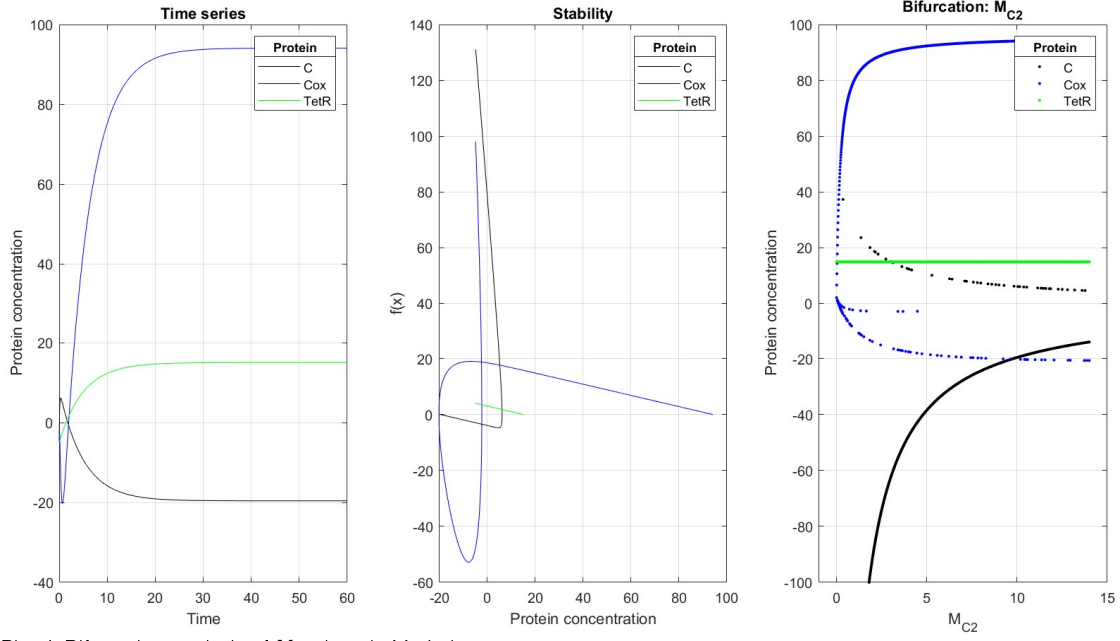 Time series
Protein concentration
100
80
60
40
20
0
-20
-40
0 10 20 30 40 50 60
Time
Protein
C
Cox
TetR
Stability
f(x)
140
120
100
80
60
40
20
0
-20
-40
-60
-20 0 20 40 60 80 100
Protein concentration
Protein
C
Cox
TetR
Bifurcation: M_C2
Protein concentration
100
80
60
40
20
0
-20
-40
-60
-80
-100
0 5 10 15
M_C2
Protein
C
Cox
TetR